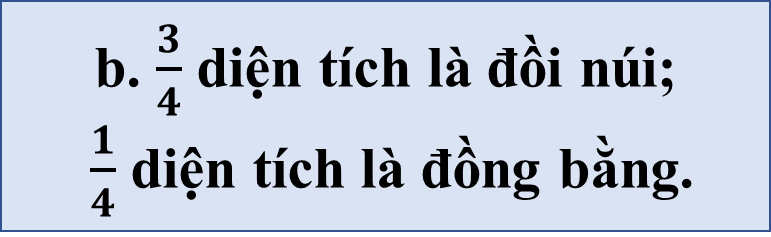 b. 3/4 diện tích là đồi núi;
1/4 diện tích là đồng bằng.